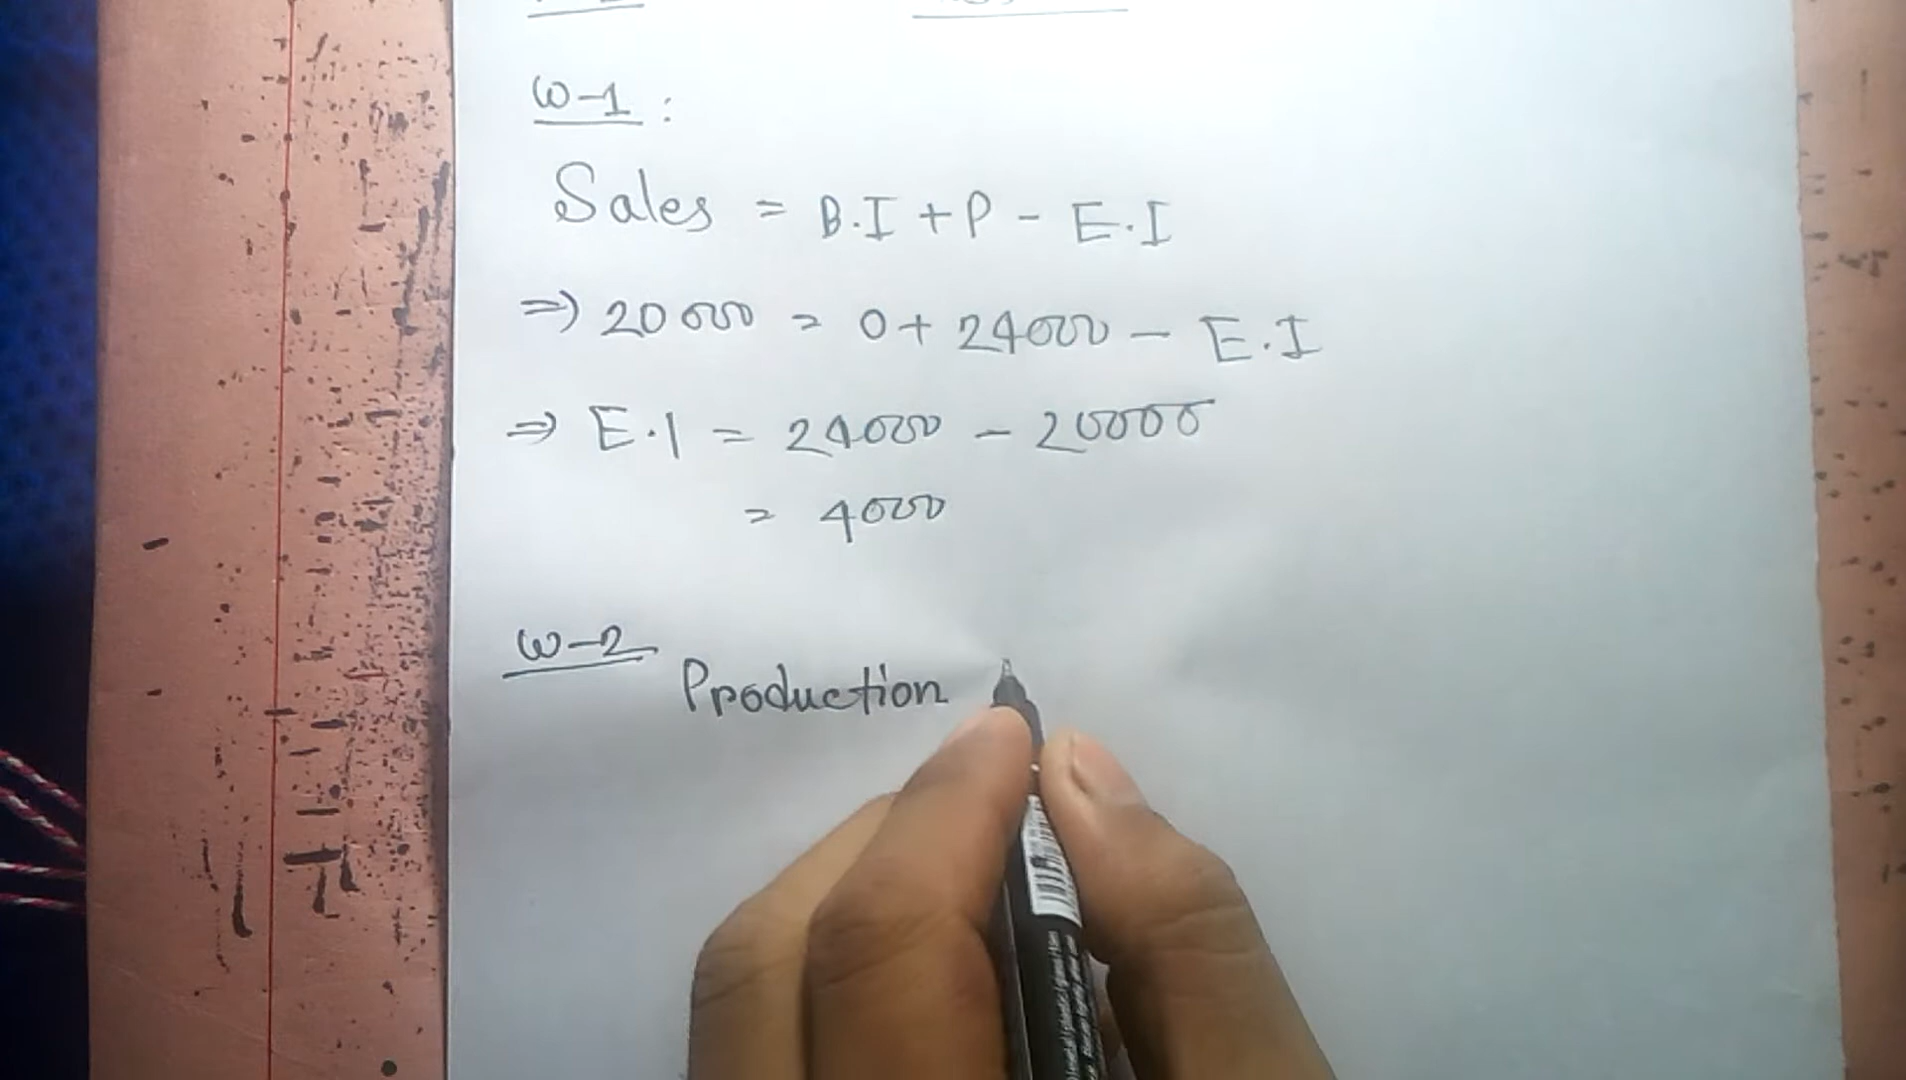 W-1 :
Sales = B.I + P - E.I
⇒ 20000 = 0 + 24000 - E.I
⇒ E.I = 24000 - 20000
= 4000
W-2
Production